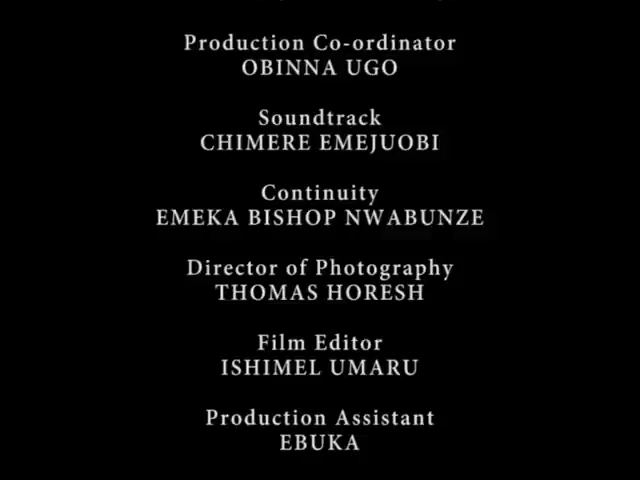 Production Co-ordinator
OBINNA UGO
Soundtrack
CHIMERE EMEJUOBI
Continuity
EMEKA BISHOP NWABUNZE
Director of Photography
THOMAS HORESH
Film Editor
ISHIMEL UMARU
Production Assistant
EBUKA